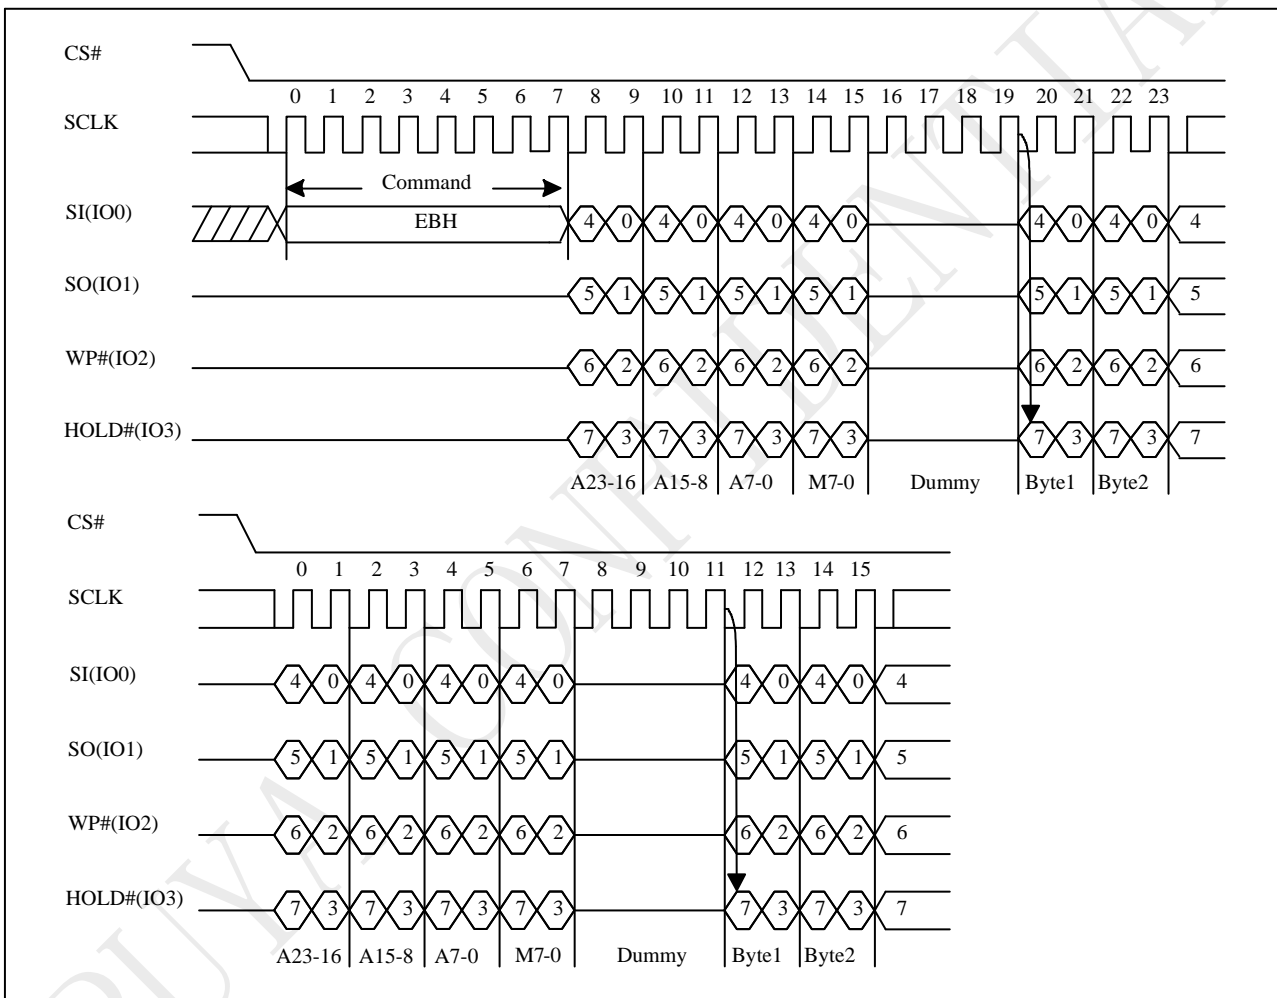 CS#
0 1 2 3 4 5 6 7 8 9 10 11 12 13 14 15 16 17 18 19 20 21 22 23
SCLK
Command
SI(IO0) EBH 4 0 4 0 4 0 4 0 4 0 4 0 4
SO(IO1) 5 1 5 1 5 1 5 1 5 1 5 1 5
WP#(IO2) 6 2 6 2 6 2 6 2 6 2 6 2 6
HOLD#(IO3) 7 3 7 3 7 3 7 3 7 3 7 3 7
A23-16 A15-8 A7-0 M7-0 Dummy Byte1 Byte2
CS#
0 1 2 3 4 5 6 7 8 9 10 11 12 13 14 15
SCLK
SI(IO0) 4 0 4 0 4 0 4 0 4 0 4 0 4
SO(IO1) 5 1 5 1 5 1 5 1 5 1 5 1 5
WP#(IO2) 6 2 6 2 6 2 6 2 6 2 6 2 6
HOLD#(IO3) 7 3 7 3 7 3 7 3 7 3 7 3 7
A23-16 A15-8 A7-0 M7-0 Dummy Byte1 Byte2
PUYA CONFIDENTIAL